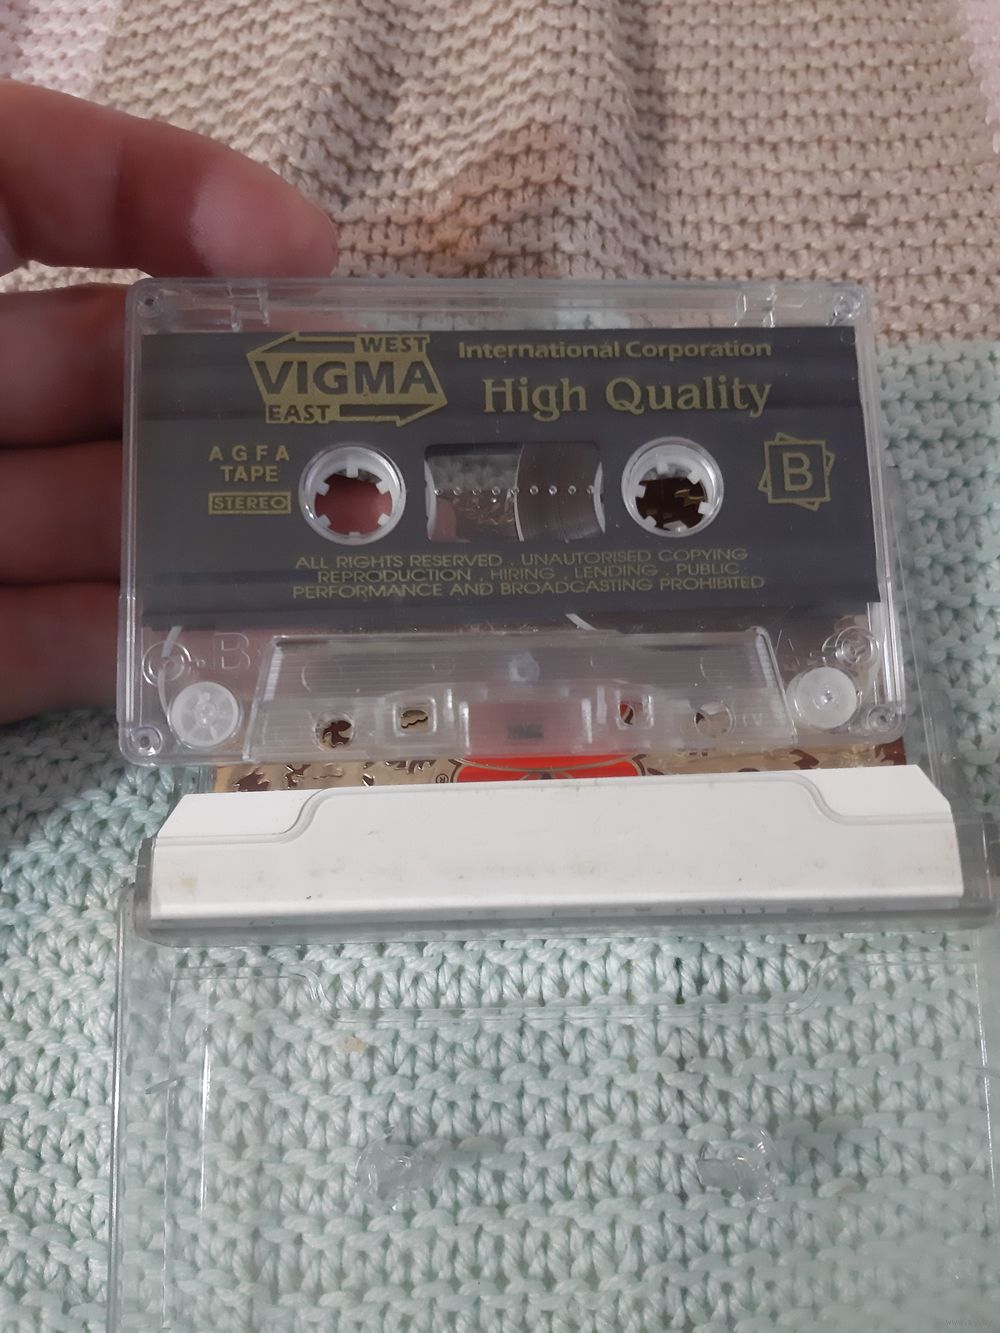 WEST
VIGMA
EAST
International Corporation
High Quality
AGFA
TAPE
STEREO
B
ALL RIGHTS RESERVED . UNAUTORISED COPYING
REPRODUCTION . HIRING . LENDING . PUBLIC
PERFORMANCE AND BROADCASTING PROHIBITED
B
A
®